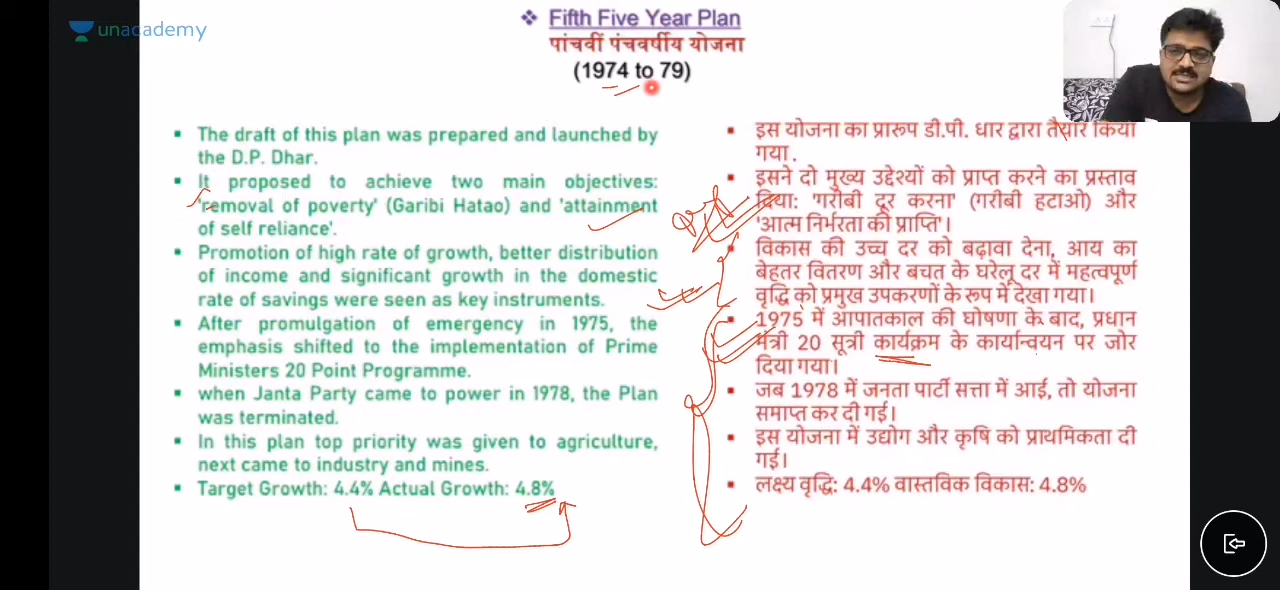 unacademy
❖ Fifth Five Year Plan
पांचवीं पंचवर्षीय योजना
(1974 to 79)
▪ The draft of this plan was prepared and launched by
the D.P. Dhar.
▪ It proposed to achieve two main objectives:
'removal of poverty' (Garibi Hatao) and 'attainment
of self reliance'.
▪ Promotion of high rate of growth, better distribution
of income and significant growth in the domestic
rate of savings were seen as key instruments.
▪ After promulgation of emergency in 1975, the
emphasis shifted to the implementation of Prime
Ministers 20 Point Programme.
▪ when Janta Party came to power in 1978, the Plan
was terminated.
▪ In this plan top priority was given to agriculture,
next came to industry and mines.
▪ Target Growth: 4.4% Actual Growth: 4.8%
▪ इस योजना का प्रारूप डी.पी. धार द्वारा तैयार किया
गया.
▪ इसने दो मुख्य उद्देश्यों को प्राप्त करने का प्रस्ताव
दिया: 'गरीबी दूर करना' (गरीबी हटाओ) और
'आत्म निर्भरता की प्राप्ति'।
▪ विकास की उच्च दर को बढ़ावा देना, आय का
बेहतर वितरण और बचत के घरेलू दर में महत्वपूर्ण
वृद्धि को प्रमुख उपकरणों के रूप में देखा गया।
▪ 1975 में आपातकाल की घोषणा के बाद, प्रधान
मंत्री 20 सूत्री कार्यक्रम के कार्यान्वयन पर जोर
दिया गया।
▪ जब 1978 में जनता पार्टी सत्ता में आई, तो योजना
समाप्त कर दी गई।
▪ इस योजना में उद्योग और कृषि को प्राथमिकता दी
गई।
▪ लक्ष्य वृद्धि: 4.4% वास्तविक विकास: 4.8%